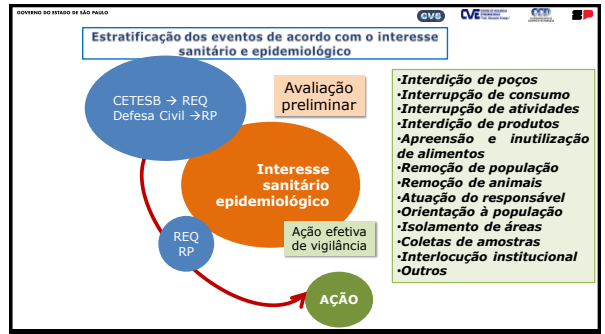 GOVERNO DO ESTADO DE SÃO PAULO
CVS
CVE
CCD
SP
Estratificação dos eventos de acordo com o interesse
sanitário e epidemiológico
CETESB → REQ
Defesa Civil →RP
Avaliação
preliminar
Interesse
sanitário
epidemiológico
REQ
RP
Ação efetiva
de vigilância
AÇÃO
•Interdição de poços
•Interrupção de consumo
•Interrupção de atividades
•Interdição de produtos
•Apreensão e inutilização
de alimentos
•Remoção de população
•Remoção de animais
•Atuação do responsável
•Orientação à população
•Isolamento de áreas
•Coletas de amostras
•Interlocução institucional
•Outros